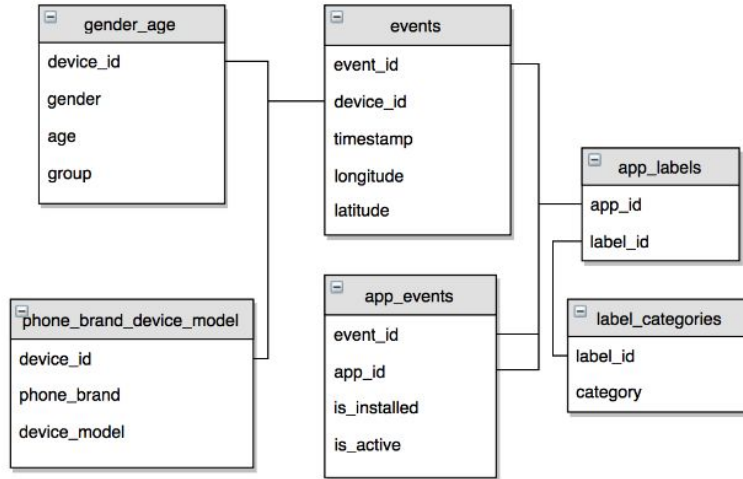 gender_age
device_id
gender
age
group
events
event_id
device_id
timestamp
longitude
latitude
app_labels
app_id
label_id
phone_brand_device_model
device_id
phone_brand
device_model
app_events
event_id
app_id
is_installed
is_active
label_categories
label_id
category